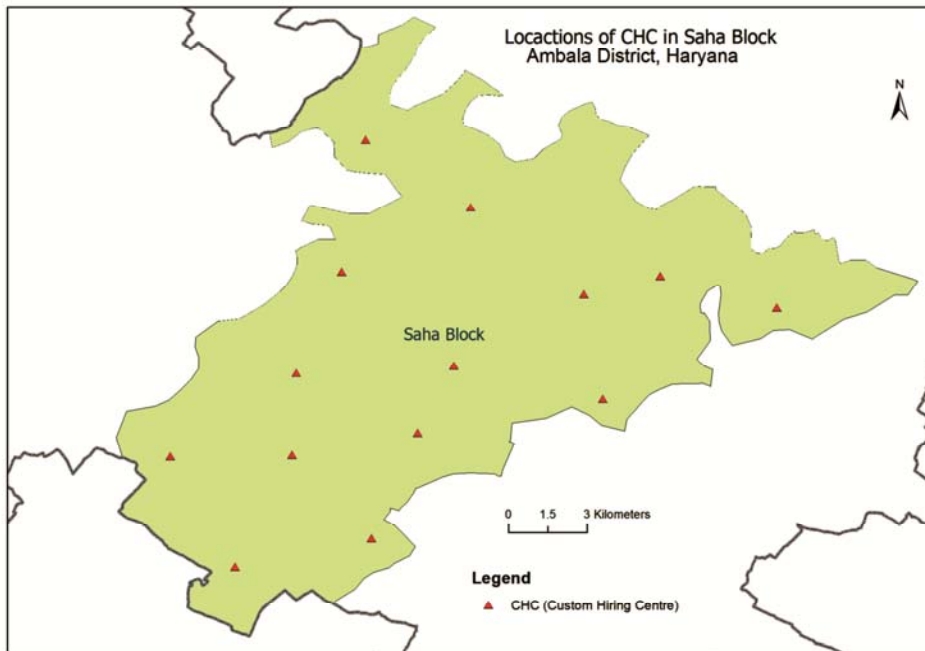 Locactions of CHC in Saha Block
Ambala District, Haryana
N
Saha Block
0 1.5 3 Kilometers
Legend
CHC (Custom Hiring Centre)